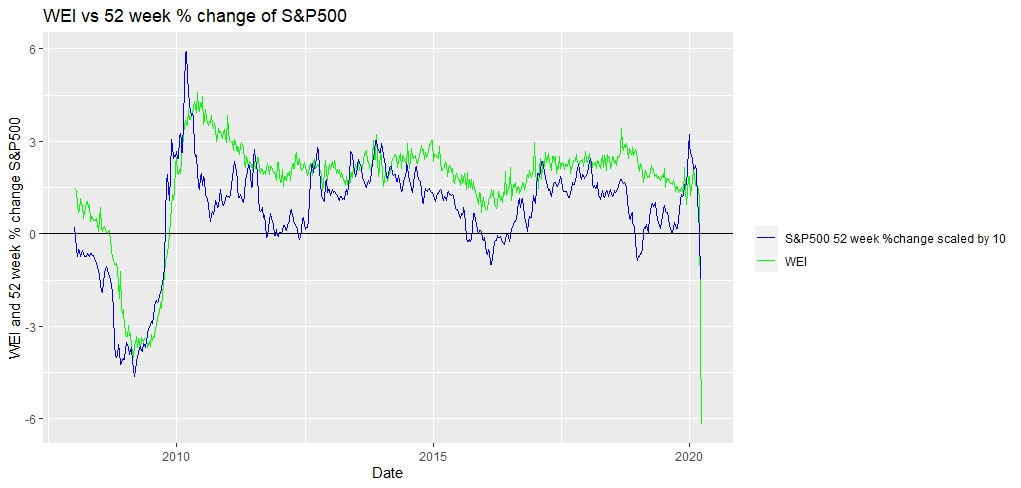 WEI vs 52 week % change of S&P500
WEI and 52 week % change S&P500
6
3
0
-3
-6
2010
2015
2020
Date
S&P500 52 week %change scaled by 10
WEI